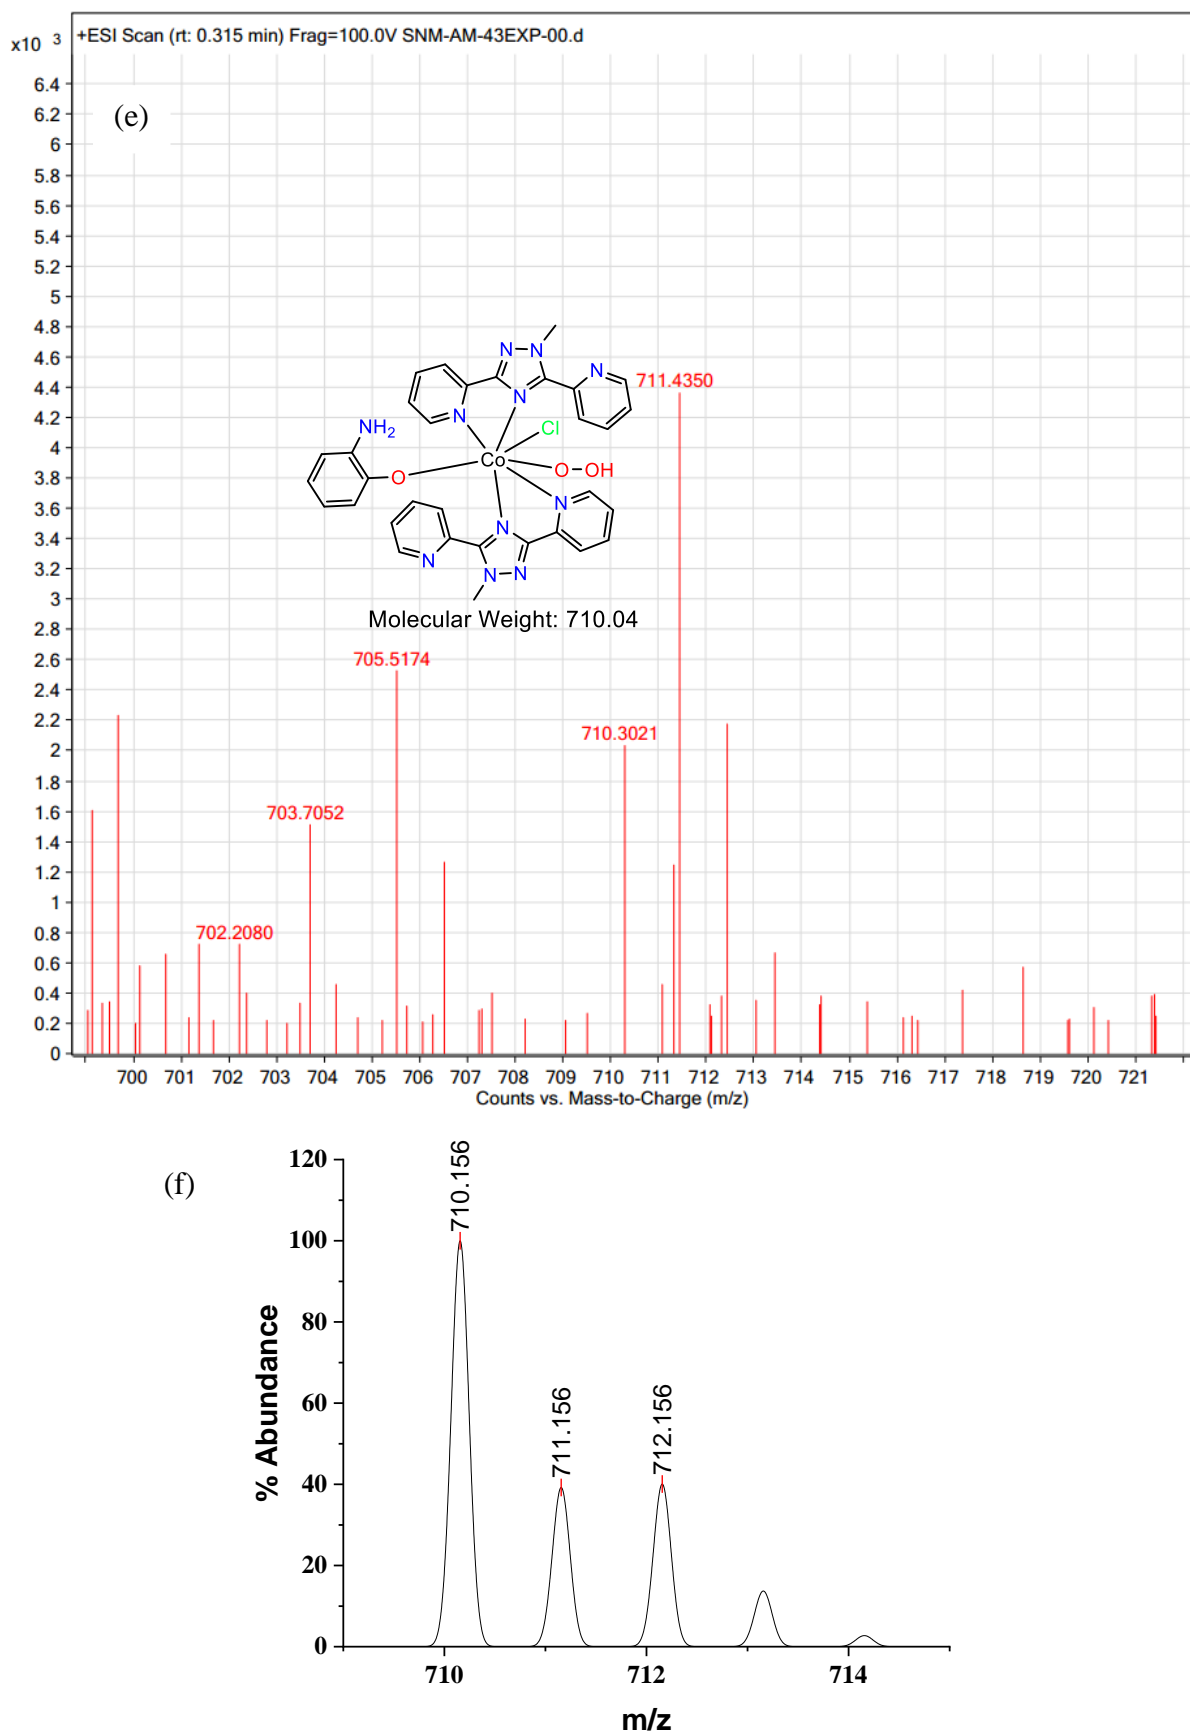 x10 3 +ESI Scan (rt: 0.315 min) Frag=100.0V SNM-AM-43EXP-00.d
6.4
(e)
6.2
6
5.8
5.6
5.4
5.2
5
4.8
4.6
4.4
4.2
4
3.8
3.6
3.4
3.2
3
2.8
2.6
2.4
2.2
2
1.8
1.6
1.4
1.2
1
0.8
0.6
0.4
0.2
0
N N
N
N
N
NH2
Cl
Co
O
O OH
N
N
N
N N
Molecular Weight: 710.04
711.4350
705.5174
710.3021
703.7052
702.2080
700 701 702 703 704 705 706 707 708 709 710 711 712 713 714 715 716 717 718 719 720 721
Counts vs. Mass-to-Charge (m/z)
(f)
120
100
80
60
40
20
0
% Abundance
710.156
711.156
712.156
710 712 714
m/z